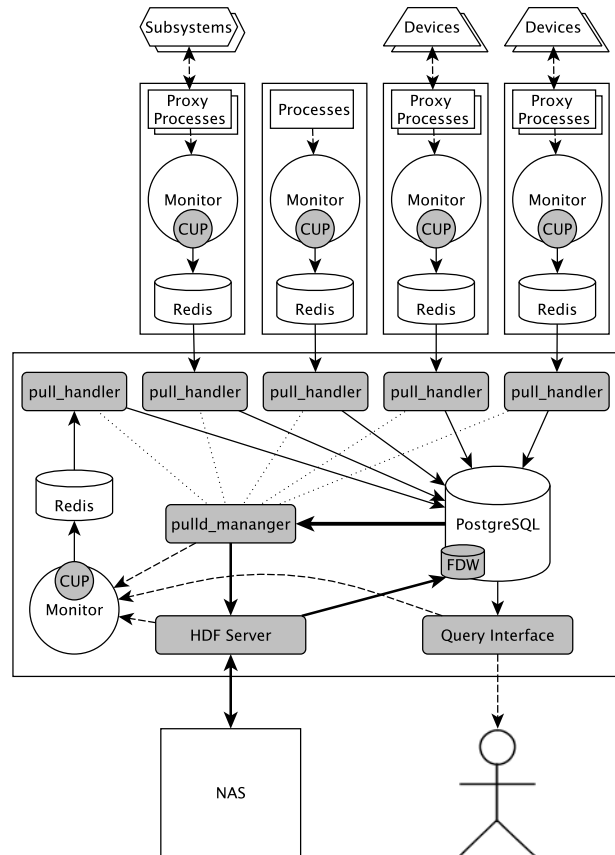 Subsystems
Devices
Devices
Proxy
Processes
Processes
Proxy
Processes
Proxy
Processes
Monitor
CUP
Monitor
CUP
Monitor
CUP
Monitor
CUP
Redis
Redis
Redis
Redis
pull_handler
pull_handler
pull_handler
pull_handler
pull_handler
Redis
pulld_mananger
PostgreSQL
FDW
CUP
Monitor
HDF Server
Query Interface
NAS